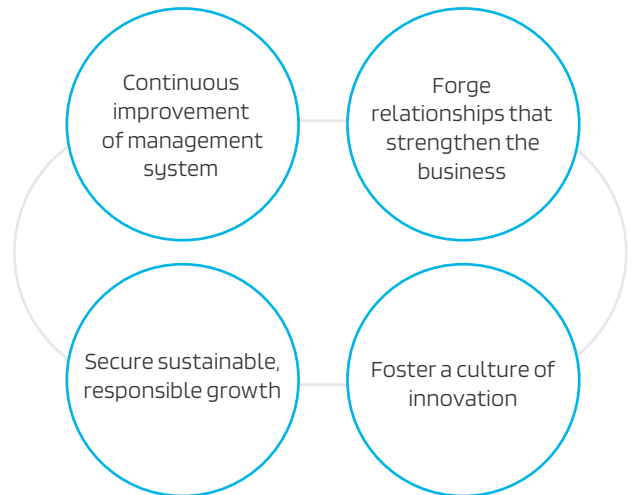 Continuous
improvement
of management
system
Forge
relationships that
strengthen the
business
Secure sustainable,
responsible growth
Foster a culture of
innovation